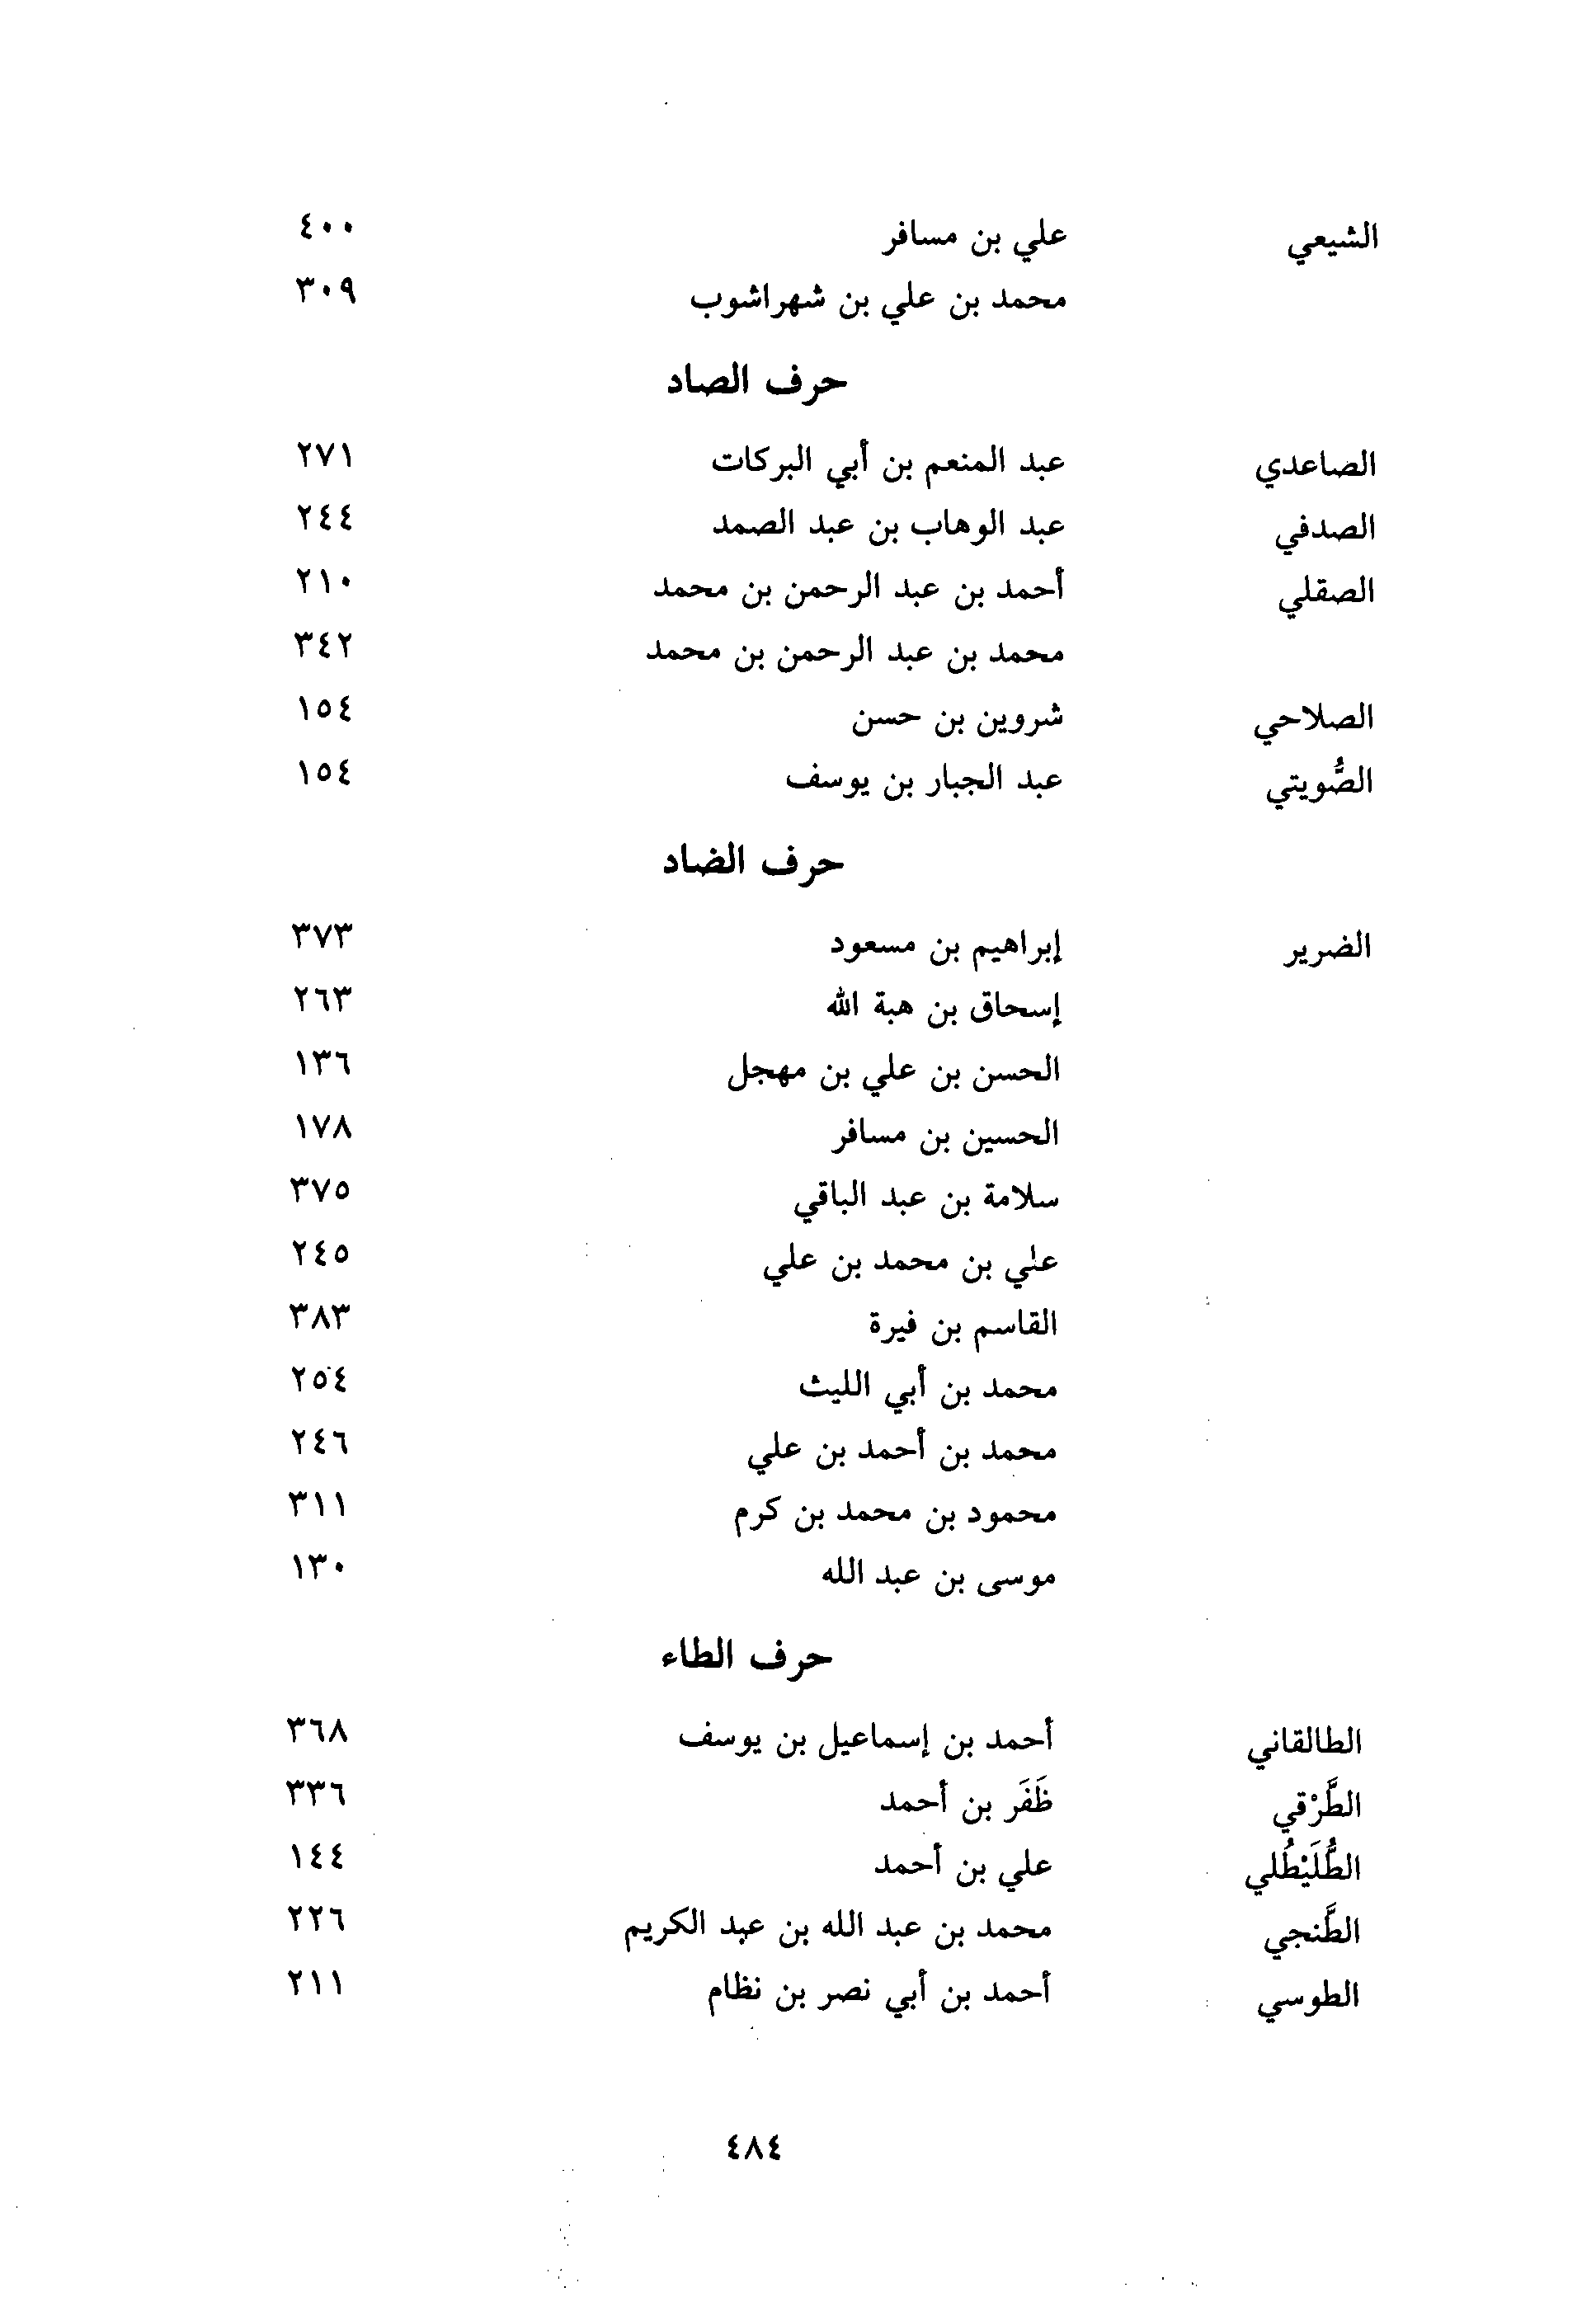 الشيعي علي بن مسافر ٤٠٠
محمد بن علي بن شهراشوب ٣٠٩
حرف الصاد
الصاعدي عبد المنعم بن أبي البركات ٢٧١
الصدفي عبد الوهاب بن عبد الصمد ٢٤٤
الصقلي أحمد بن عبد الرحمن بن محمد ٢١٠
محمد بن عبد الرحمن بن محمد ٣٤٢
الصلاحي شروين بن حسن ١٥٤
الصُّويتي عبد الجبار بن يوسف ١٥٤
حرف الضاد
الضرير إبراهيم بن مسعود ٣٧٣
إسحاق بن هبة الله ٢٦٣
الحسن بن علي بن مهجل ١٣٦
الحسين بن مسافر ١٧٨
سلامة بن عبد الباقي ٣٧٥
علي بن محمد بن علي ٢٤٥
القاسم بن فيرة ٣٨٣
محمد بن أبي الليث ٢٥٤
محمد بن أحمد بن علي ٢٤٦
محمود بن محمد بن كرم ٣١١
موسى بن عبد الله ١٣٠
حرف الطاء
الطالقاني أحمد بن إسماعيل بن يوسف ٣٦٨
الطَّرْقي ظَفَر بن أحمد ٣٣٦
الطُّلَيْطُلي علي بن أحمد ١٤٤
الطَّنجي محمد بن عبد الله بن عبد الكريم ٢٢٦
الطوسي أحمد بن أبي نصر بن نظام ٢١١
٤٨٤